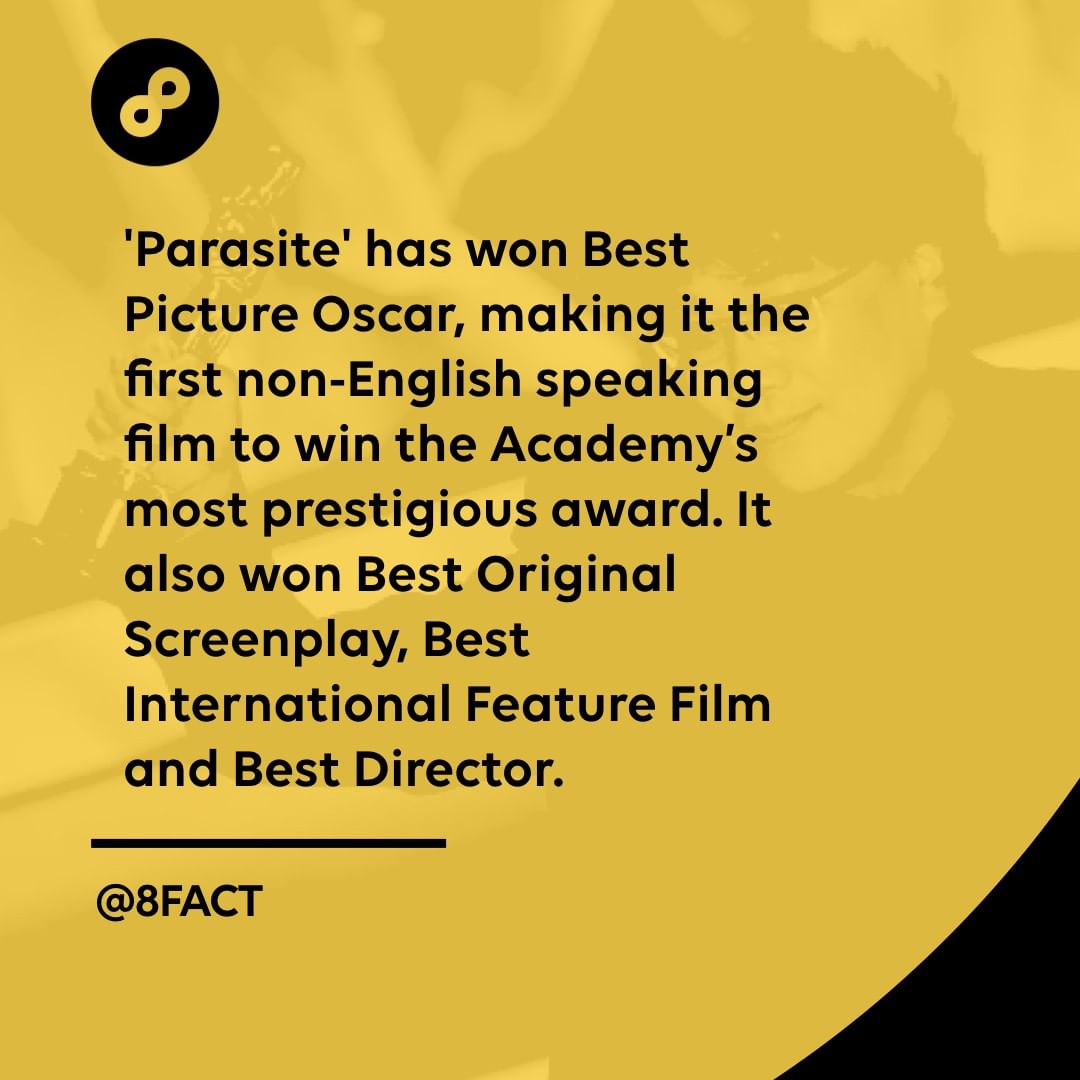 'Parasite' has won Best
Picture Oscar, making it the
first non-English speaking
film to win the Academy’s
most prestigious award. It
also won Best Original
Screenplay, Best
International Feature Film
and Best Director.
@8FACT